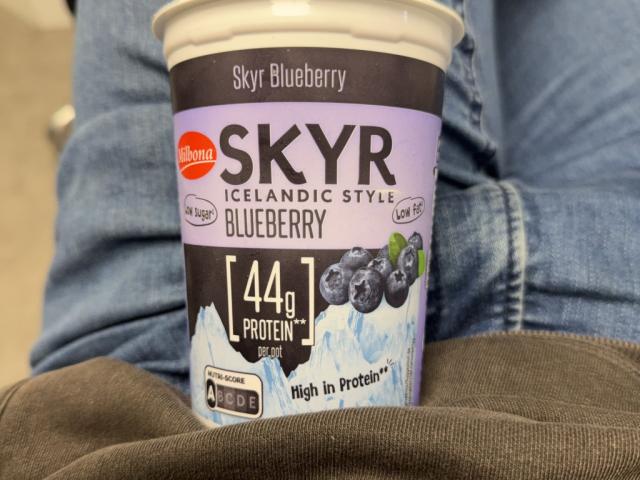 Skyr Blueberry
Milbona
SKYR
ICELANDIC STYLE
Low sugar
Low fat
BLUEBERRY
[44g
PROTEIN**]
per pot
High in Protein**
NUTRI-SCORE
ABCDE